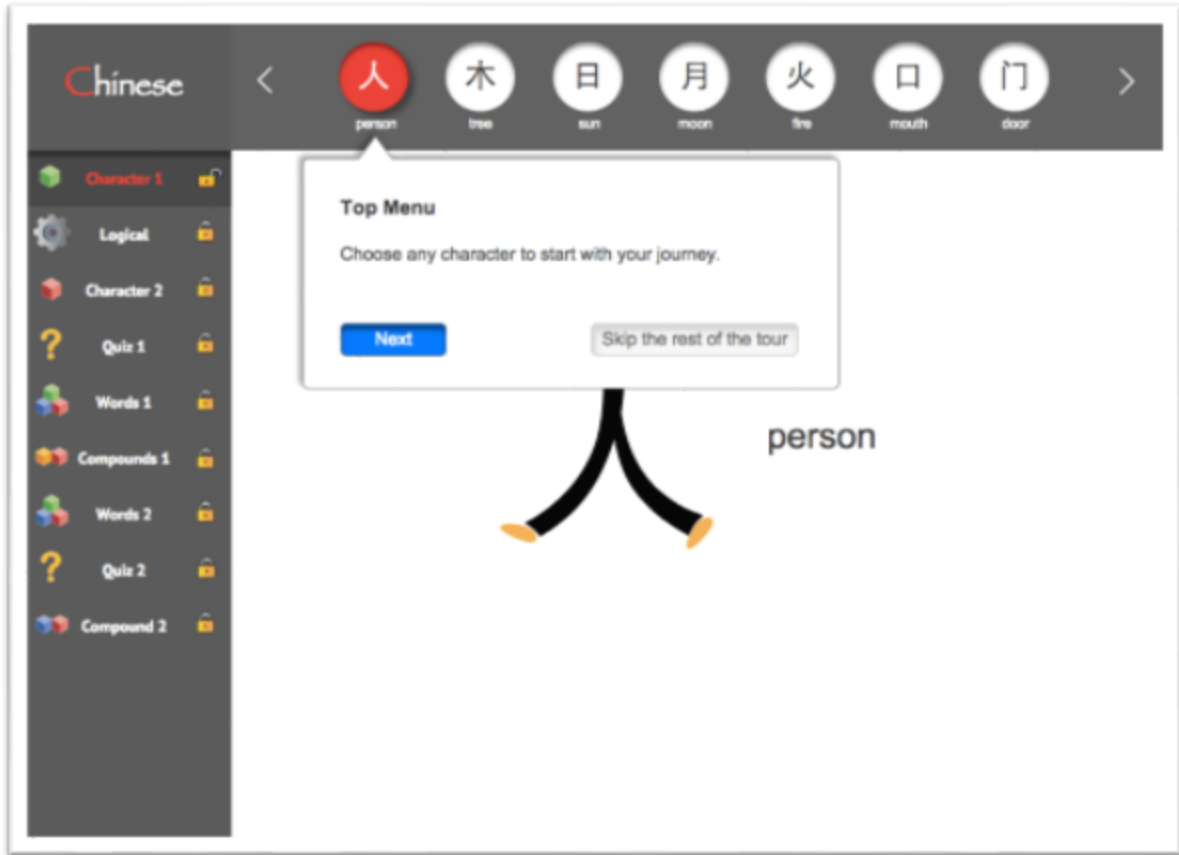 Chinese
人 木 日 月 火 口 门
person tree sun moon fire mouth door
Character 1
Logical
Character 2
Quiz 1
Words 1
Compounds 1
Words 2
Quiz 2
Compound 2
Top Menu
Choose any character to start with your journey.
Next Skip the rest of the tour
person